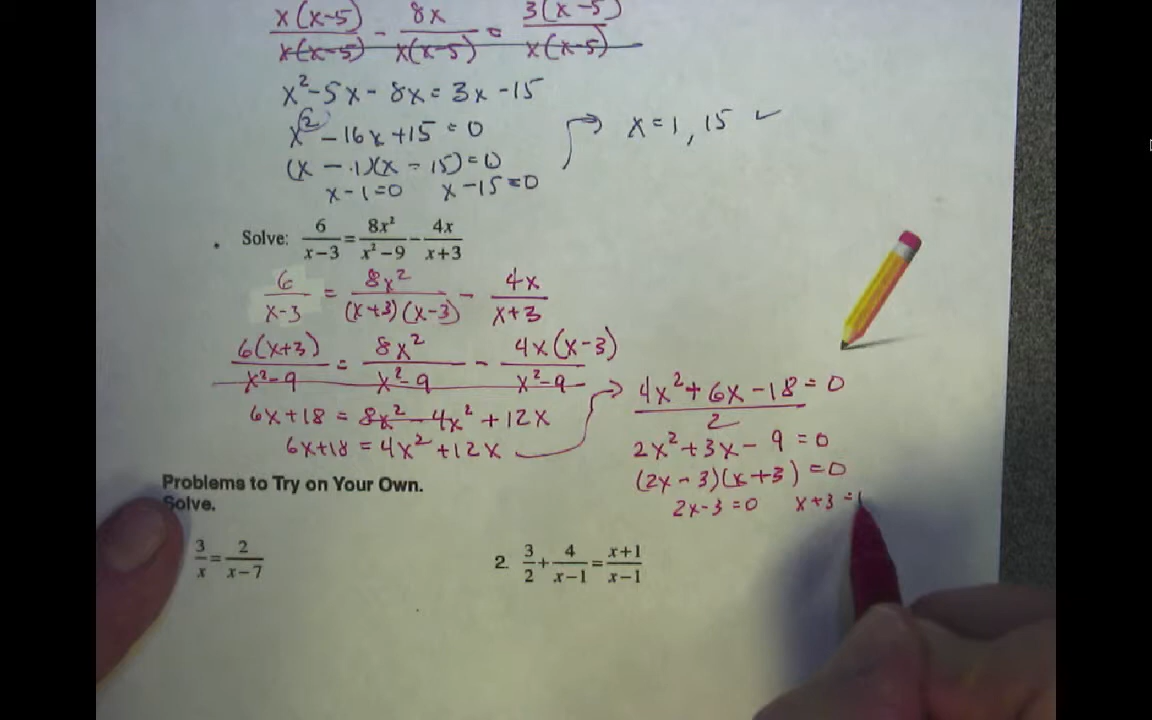 x(x-5)/x(x-5) - 8x/x(x-5) = 3(x-5)/x(x-5)
x²-5x-8x=3x-15
x²-16x+15=0
x=1, 15 ✓
(x-1)(x-15)=0
x-1=0 x-15=0
. Solve: 6/(x-3) = 8x²/(x²-9) - 4x/(x+3)
6/(x-3) = 8x²/((x+3)(x-3)) - 4x/(x+3)
6(x+3)/(x²-9) = 8x²/(x²-9) - 4x(x-3)/(x²-9)
6x+18 = 8x²-4x²+12x
6x+18 = 4x²+12x
(4x²+6x-18)/2=0
2x²+3x-9=0
(2x-3)(x+3)=0
2x-3=0 x+3=
Problems to Try on Your Own.
Solve.
3/x = 2/(x-7)
2. 3/2 + 4/(x-1) = (x+1)/(x-1)